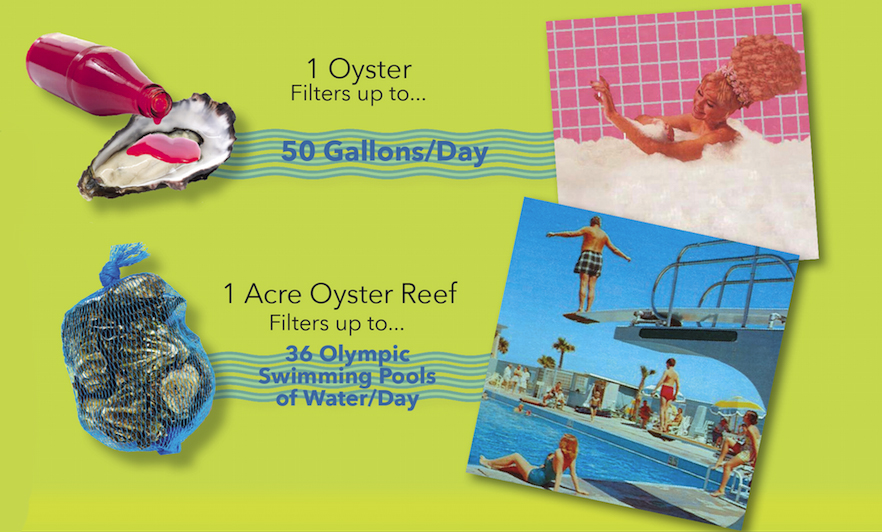 1 Oyster
Filters up to...
50 Gallons/Day
1 Acre Oyster Reef
Filters up to...
36 Olympic
Swimming Pools
of Water/Day